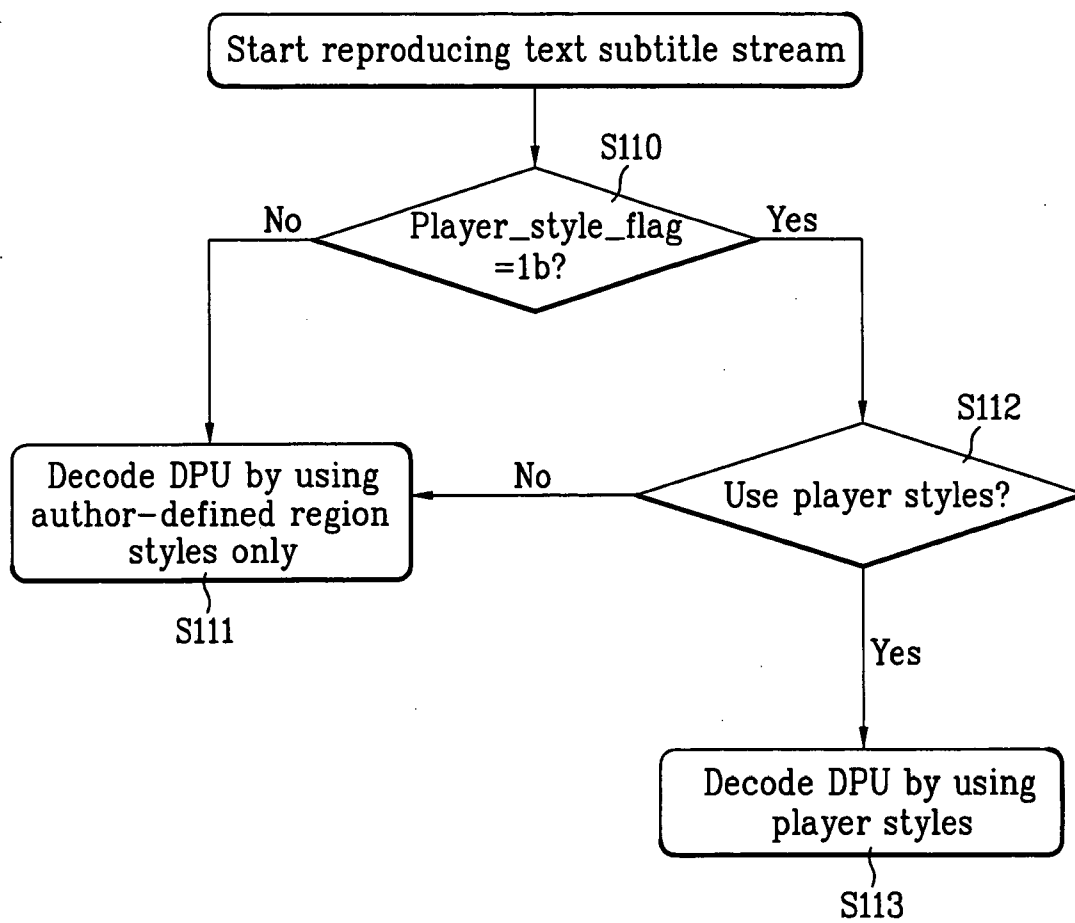 Start reproducing text subtitle stream
S110
No
Player_style_flag
=1b?
Yes
S112
Decode DPU by using
author-defined region
styles only
No
Use player styles?
S111
Yes
Decode DPU by using
player styles
S113